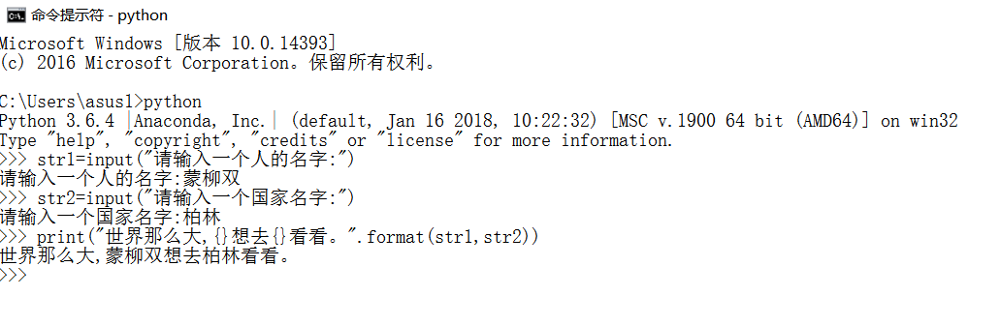 命令提示符 - python
Microsoft Windows [版本 10.0.14393]
(c) 2016 Microsoft Corporation。保留所有权利。
C:\Users\asus1>python
Python 3.6.4 |Anaconda, Inc.| (default, Jan 16 2018, 10:22:32) [MSC v.1900 64 bit (AMD64)] on win32
Type "help", "copyright", "credits" or "license" for more information.
>>> str1=input("请输入一个人的名字:")
请输入一个人的名字:蒙柳双
>>> str2=input("请输入一个国家名字:")
请输入一个国家名字:柏林
>>> print("世界那么大,{}想去{}看看。".format(str1,str2))
世界那么大,蒙柳双想去柏林看看。
>>>